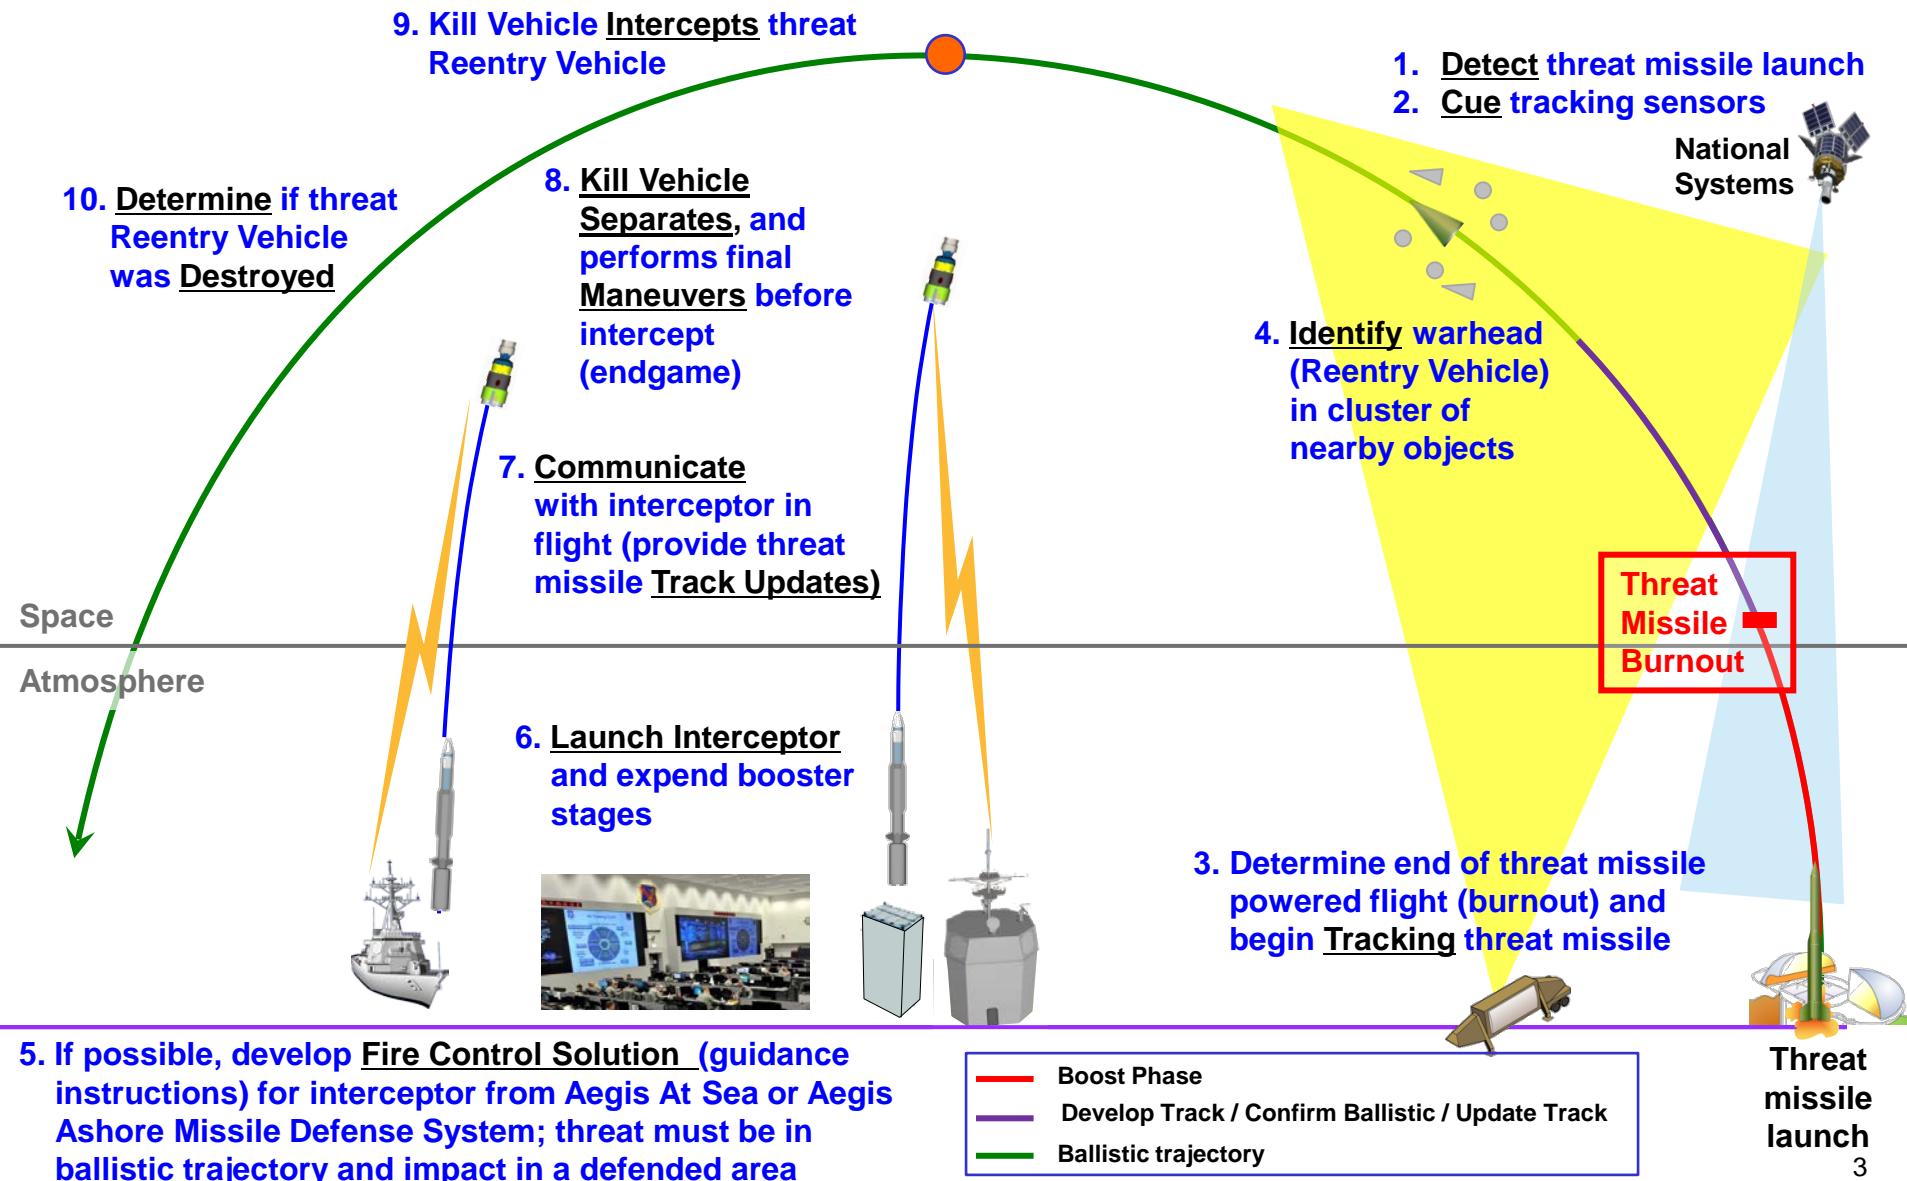 9. Kill Vehicle Intercepts threat
Reentry Vehicle
1. Detect threat missile launch
2. Cue tracking sensors
National
Systems
10. Determine if threat
Reentry Vehicle
was Destroyed
8. Kill Vehicle
Separates, and
performs final
Maneuvers before
intercept
(endgame)
4. Identify warhead
(Reentry Vehicle)
in cluster of
nearby objects
7. Communicate
with interceptor in
flight (provide threat
missile Track Updates)
Threat
Missile
Burnout
Space
Atmosphere
6. Launch Interceptor
and expend booster
stages
3. Determine end of threat missile
powered flight (burnout) and
begin Tracking threat missile
5. If possible, develop Fire Control Solution (guidance
instructions) for interceptor from Aegis At Sea or Aegis
Ashore Missile Defense System; threat must be in
ballistic trajectory and impact in a defended area
Boost Phase
Develop Track / Confirm Ballistic / Update Track
Ballistic trajectory
Threat
missile
launch
3